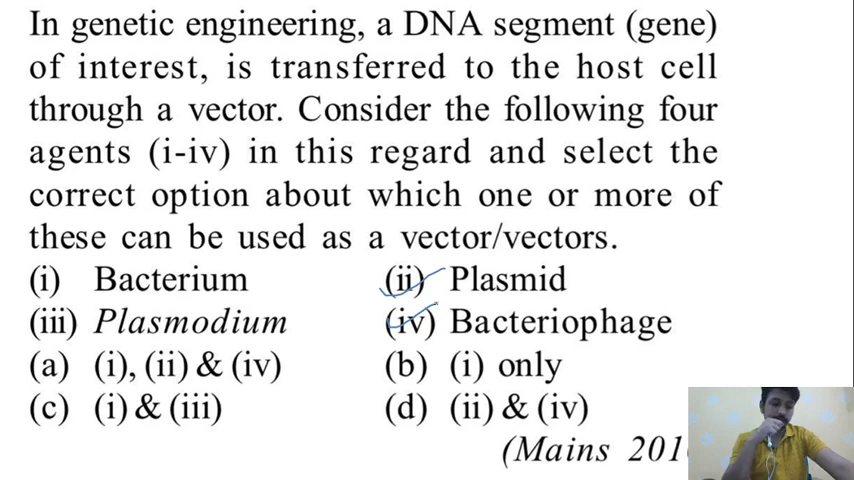 In genetic engineering, a DNA segment (gene)
of interest, is transferred to the host cell
through a vector. Consider the following four
agents (i-iv) in this regard and select the
correct option about which one or more of
these can be used as a vector/vectors.
(i) Bacterium (ii) Plasmid
(iii) Plasmodium (iv) Bacteriophage
(a) (i), (ii) & (iv) (b) (i) only
(c) (i) & (iii) (d) (ii) & (iv)
(Mains